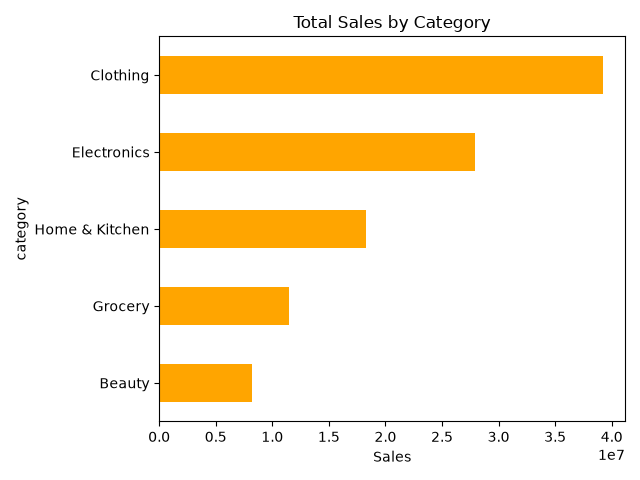 Total Sales by Category
Clothing
Electronics
Home & Kitchen
Grocery
Beauty
category
0.0 0.5 1.0 1.5 2.0 2.5 3.0 3.5 4.0
1e7
Sales